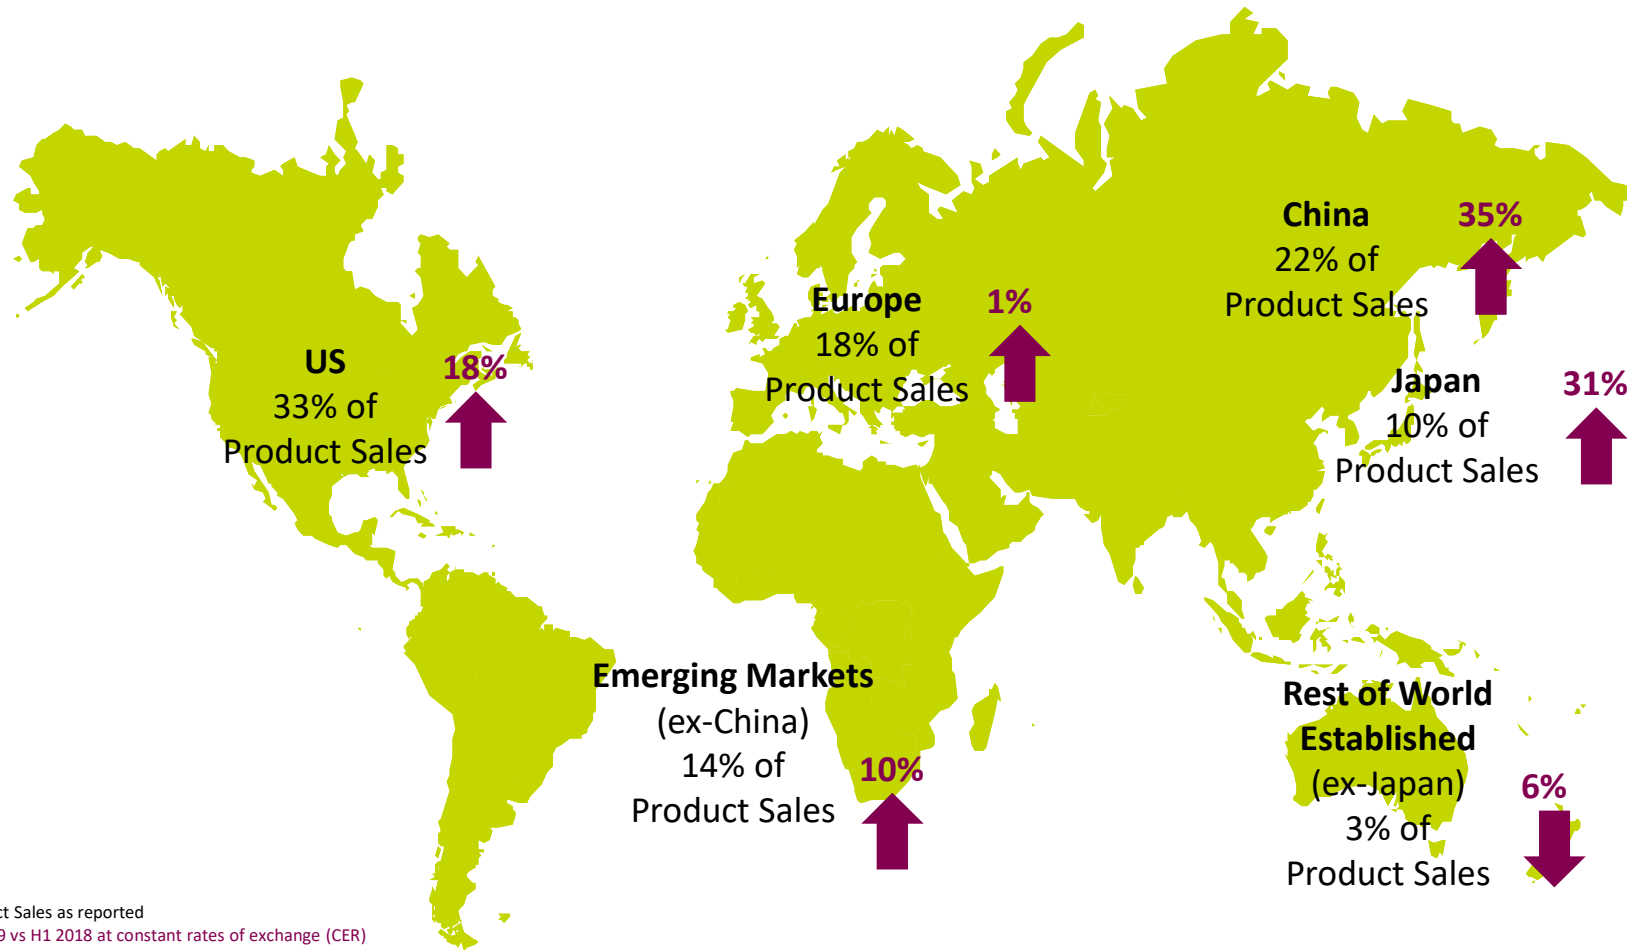 US
33% of
Product Sales
18%
Europe
18% of
Product Sales
1%
China
22% of
Product Sales
35%
Japan
10% of
Product Sales
31%
Emerging Markets
(ex-China)
14% of
Product Sales
10%
Rest of World
Established
(ex-Japan)
3% of
Product Sales
6%
Sales as reported
vs H1 2018 at constant rates of exchange (CER)